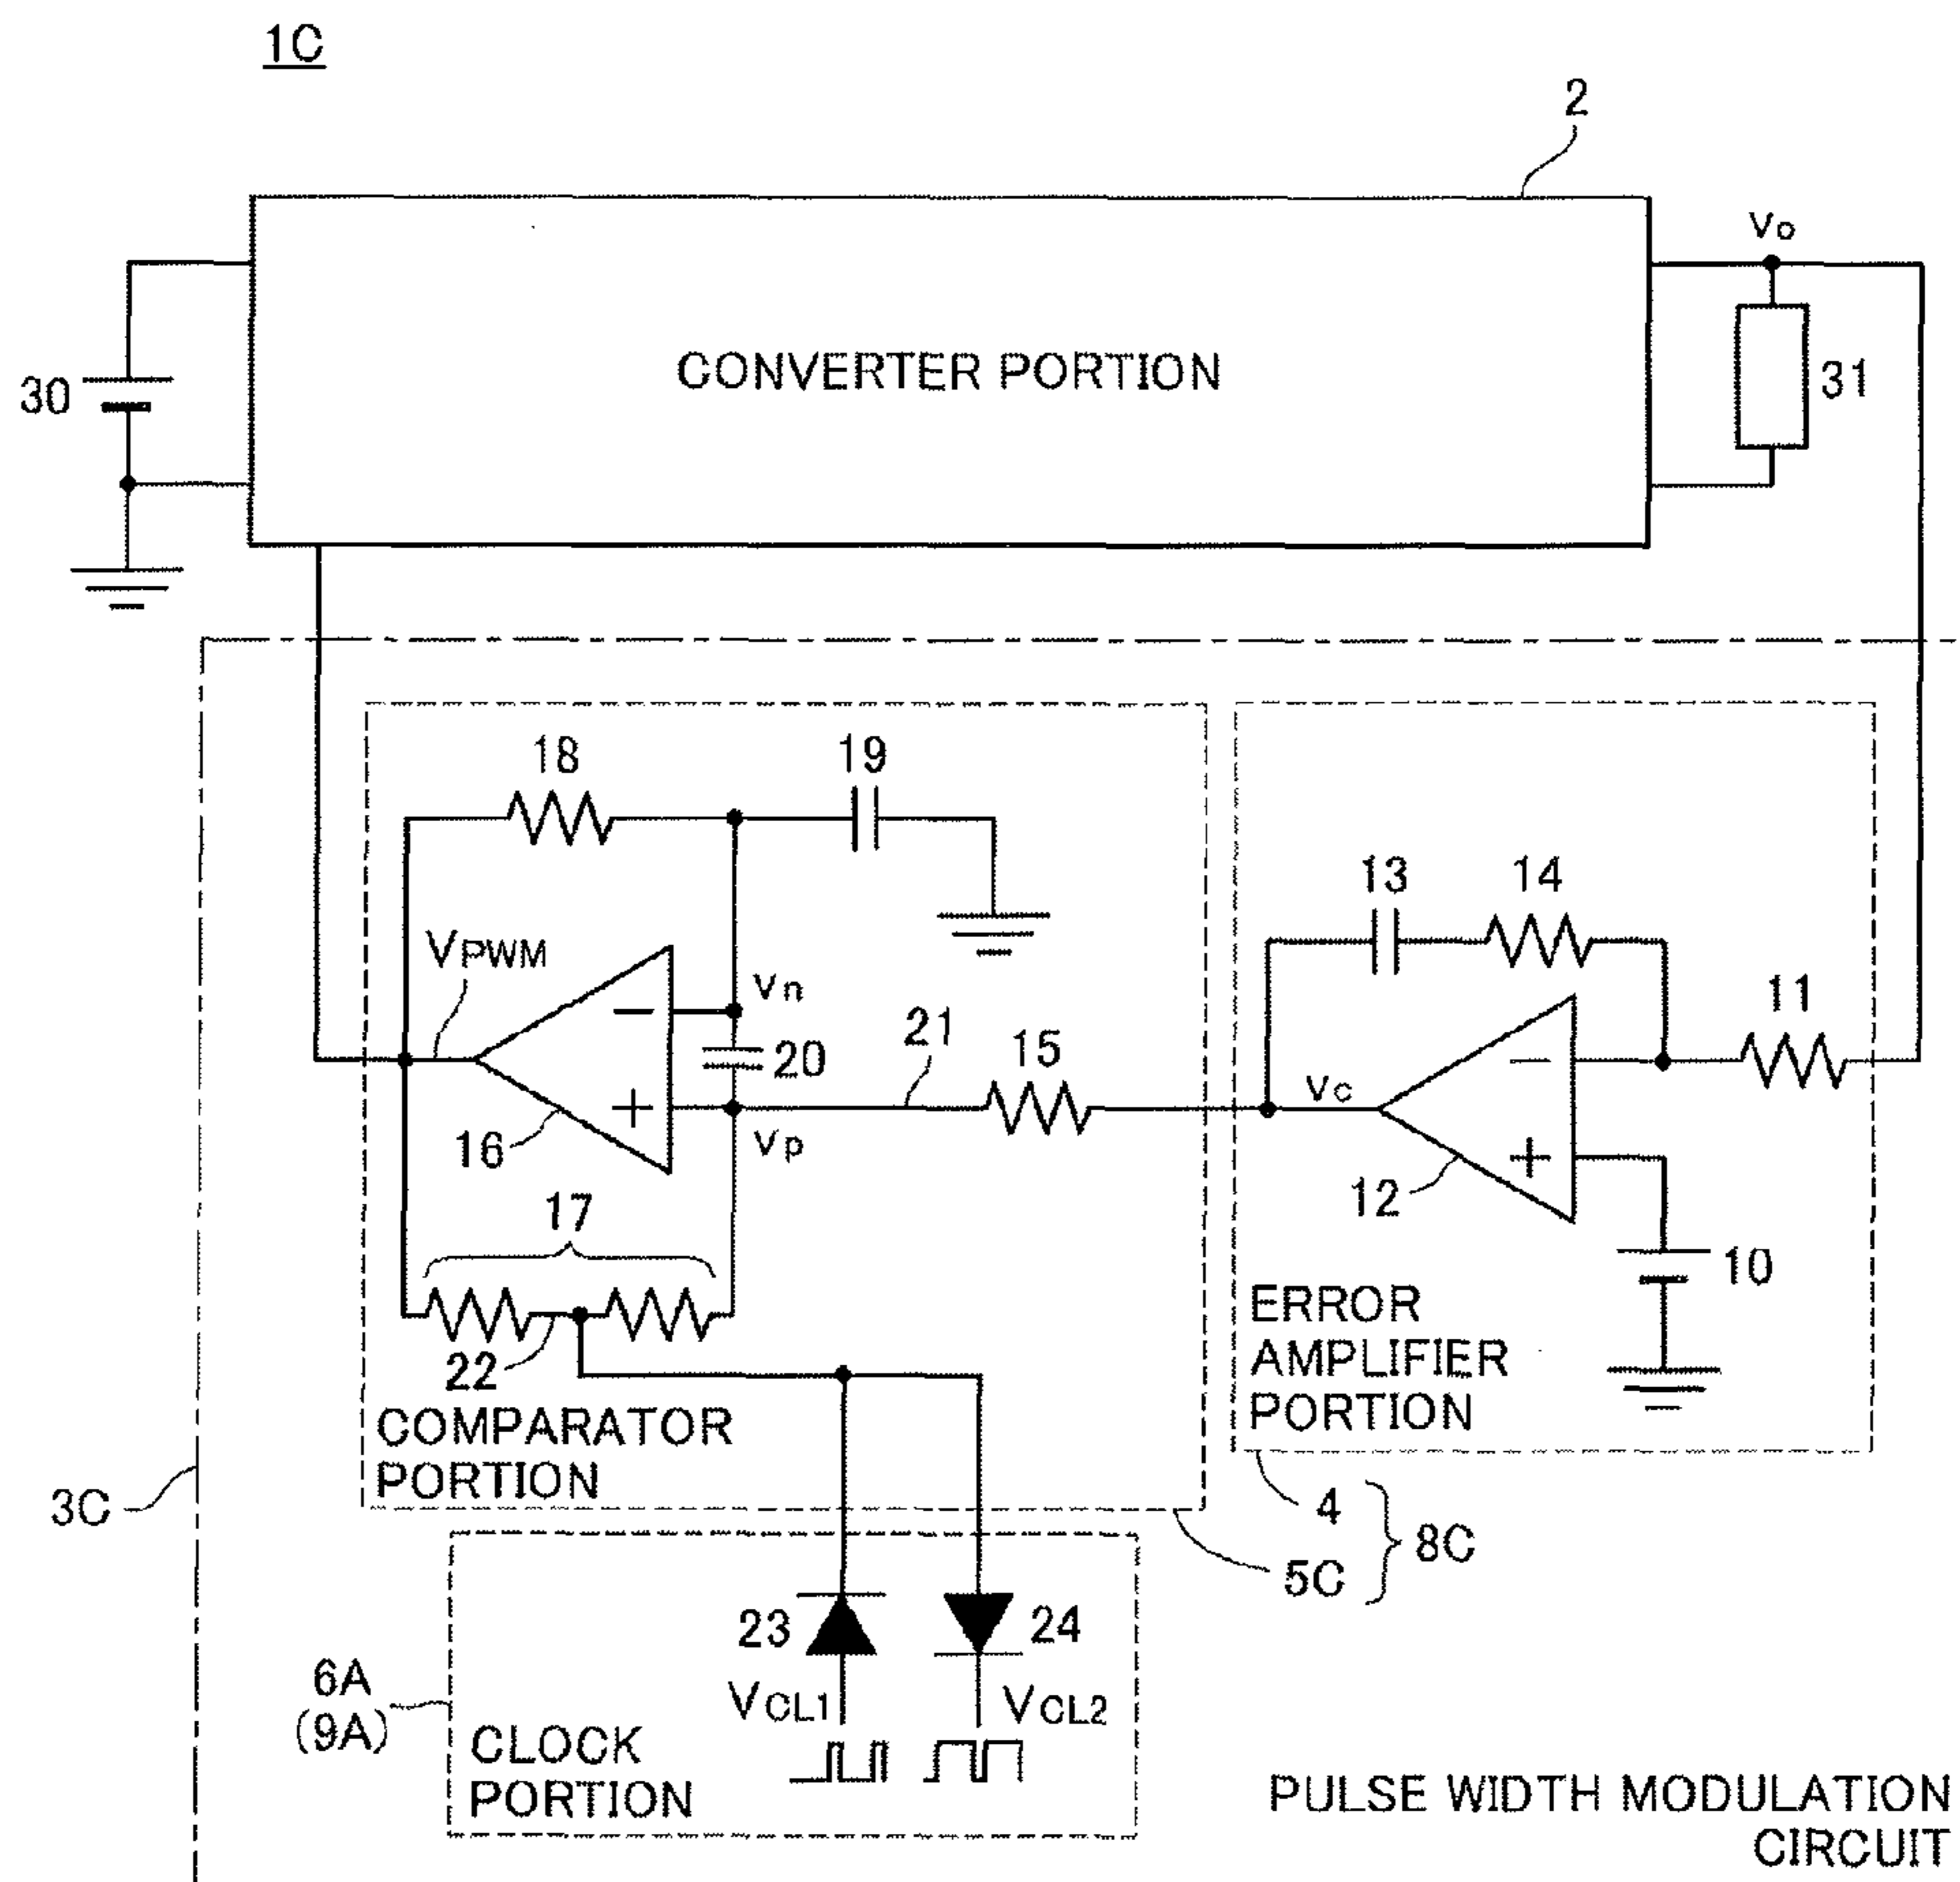 1C
2
Vo
CONVERTER PORTION
30
31
18
19
13
14
VPWM
Vn
11
20
21
15
Vc
16
Vp
12
17
10
22
ERROR
AMPLIFIER
PORTION
COMPARATOR
PORTION
3C
4
8C
5C
23
24
6A
(9A)
VCL1
VCL2
CLOCK
PORTION
PULSE WIDTH MODULATION
CIRCUIT